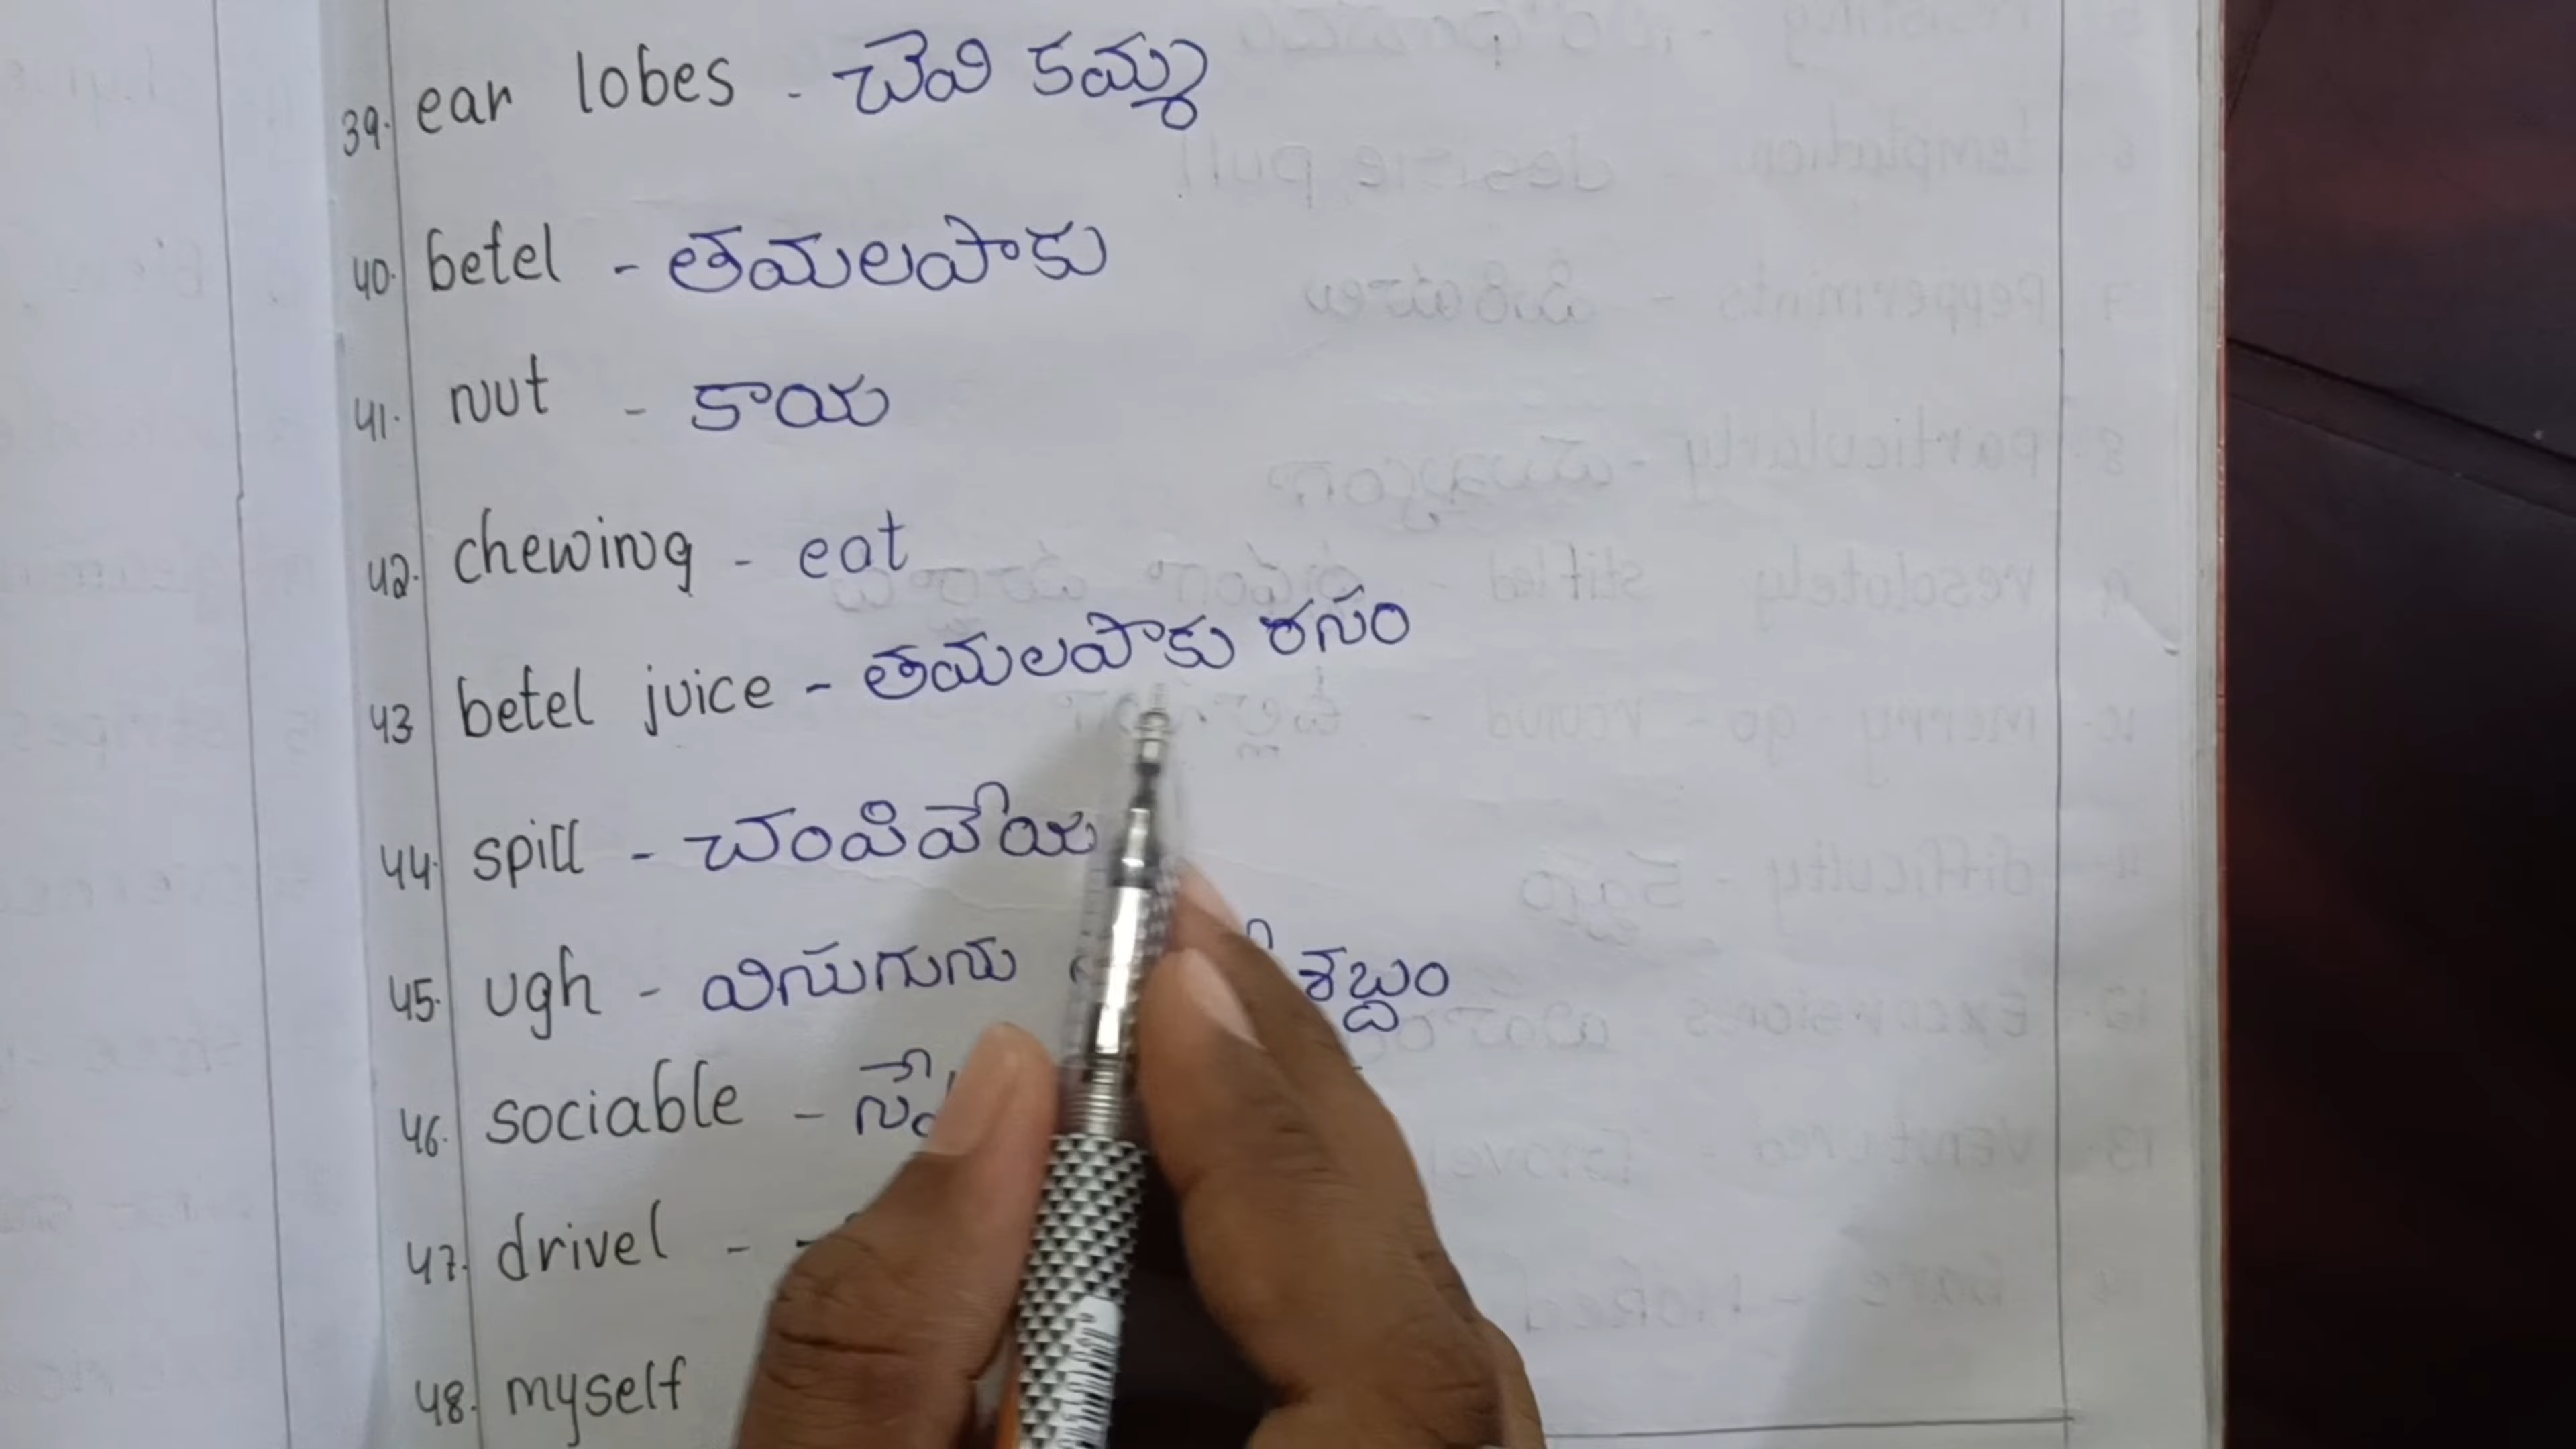 39. ear lobes - చెవి కమ్మ
40. betel - తమలపాకు
41. nut - కాయ
42. chewing - eat
43 betel juice - తమలపాకు రసం
44. spill - చంపివేయ
45. ugh - విసుగును శబ్దం
46. sociable -
47. drivel -
48. myself